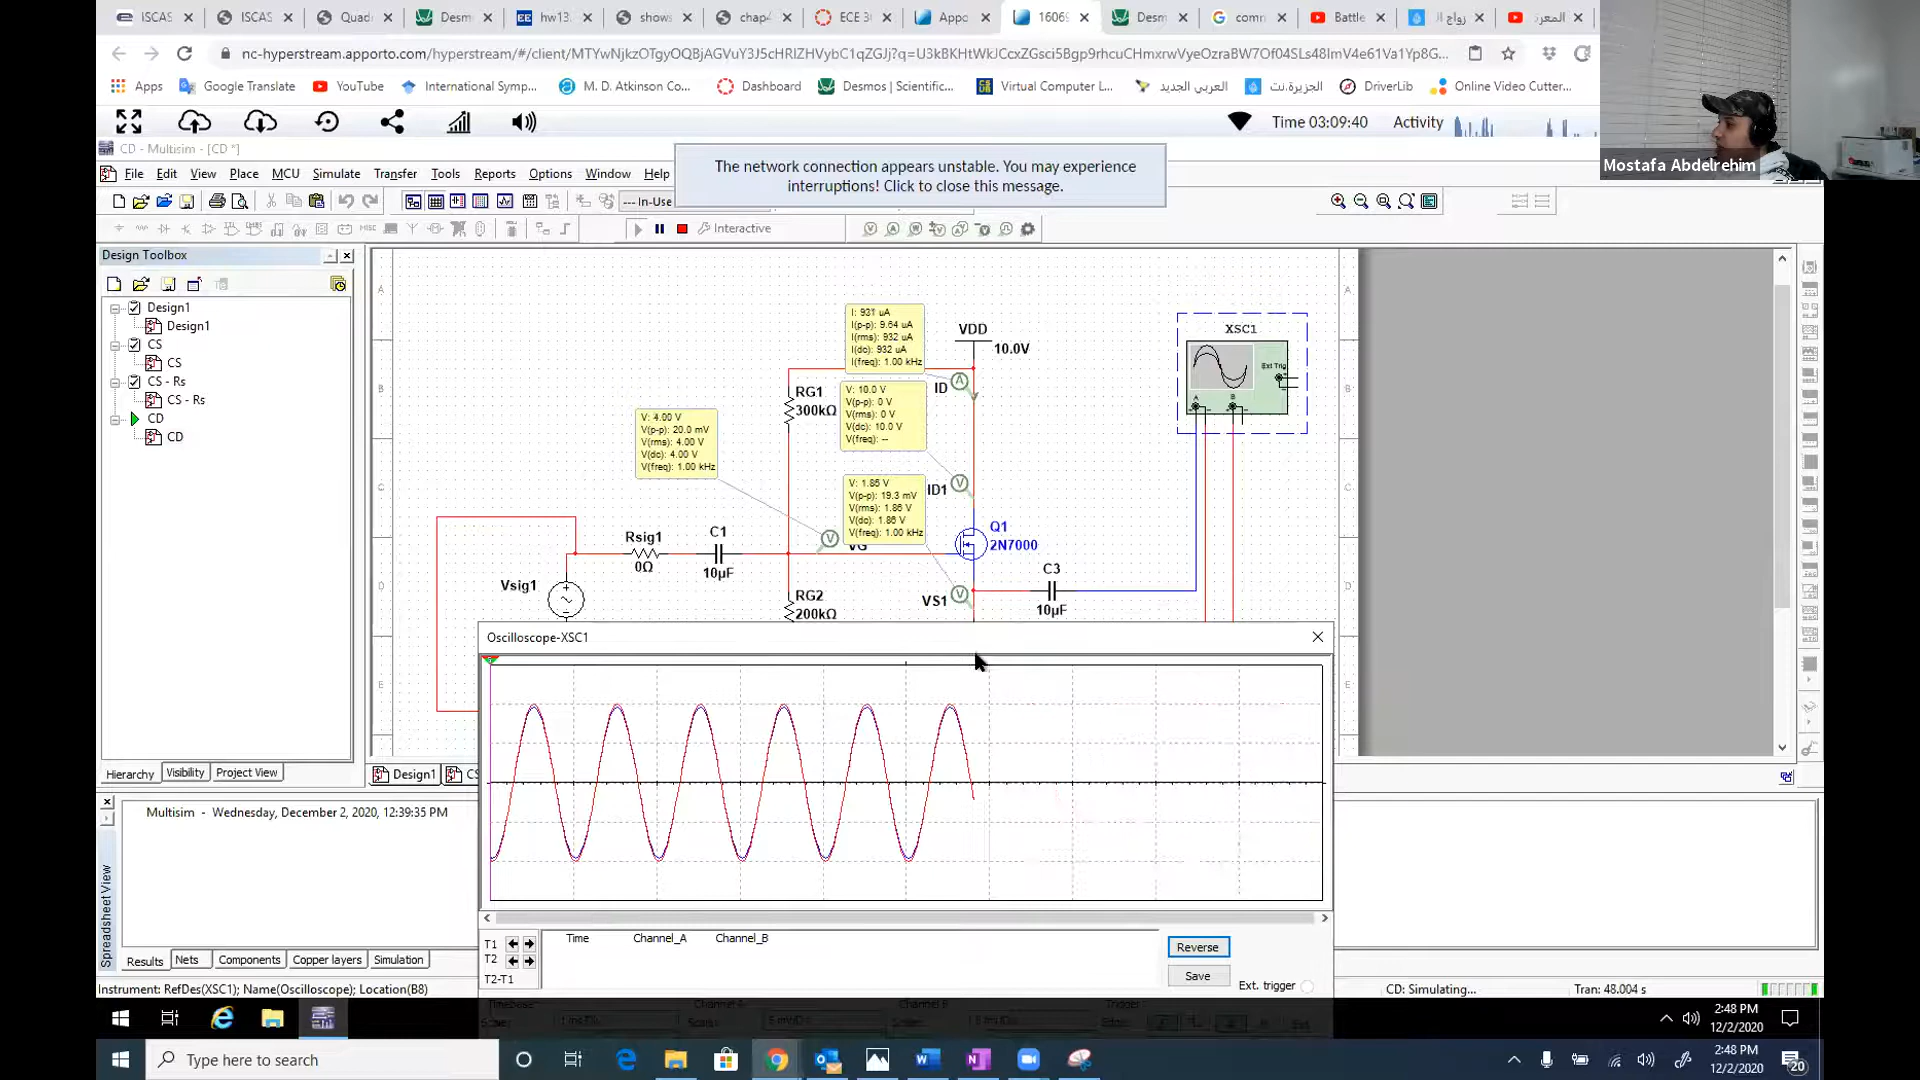 ISCAS
ISCAS
Quad
Desm
hw13.
shows
chap4
ECE 3
Appo
1606
Desm
comn
Battle
زواج ال
المعرد
nc-hyperstream.apporto.com/hyperstream/#/client/
Apps
Google Translate
YouTube
International Symp...
M. D. Atkinson Co...
Dashboard
Desmos | Scientific...
Virtual Computer L...
العربي الجديد
الجزيرة.نت
DriverLib
Online Video Cutter...
Mostafa Abdelrehim
Time 03:09:40
Activity
CD - Multisim - [CD *]
The network connection appears unstable. You may experience
interruptions! Click to close this message.
File Edit View Place MCU Simulate Transfer Tools Reports Options Window Help
--- In-Use
Interactive
Design Toolbox
Design1
Design1
CS
CS
CS - Rs
CS - Rs
CD
CD
Hierarchy
Visibility
Project View
A
B
C
D
E
A
B
C
D
E
I: 931 uA
I(p-p): 9.64 uA
I(rms): 932 uA
I(dc): 932 uA
I(freq): 1.00 kHz
VDD
10.0V
XSC1
Ext Trig
A
B
RG1
300kΩ
ID
V: 10.0 V
V(p-p): 0 V
V(rms): 0 V
V(dc): 10.0 V
V(freq): --
V: 4.00 V
V(p-p): 20.0 mV
V(rms): 4.00 V
V(dc): 4.00 V
V(freq): 1.00 kHz
V: 1.85 V
V(p-p): 19.3 mV
V(rms): 1.86 V
V(dc): 1.86 V
V(freq): 1.00 kHz
ID1
Q1
2N7000
Rsig1
0Ω
C1
10µF
VG
C3
10µF
Vsig1
RG2
200kΩ
VS1
Oscilloscope-XSC1
Design1
Multisim - Wednesday, December 2, 2020, 12:39:35 PM
Spreadsheet View
Results
Nets
Components
Copper layers
Simulation
T1
T2
T2-T1
Time
Channel_A
Channel_B
Reverse
Save
Ext. trigger
Instrument: RefDes(XSC1); Name(Oscilloscope); Location(B8)
CD: Simulating...
Tran: 48.004 s
2:48 PM
12/2/2020
Type here to search
2:48 PM
12/2/2020
20